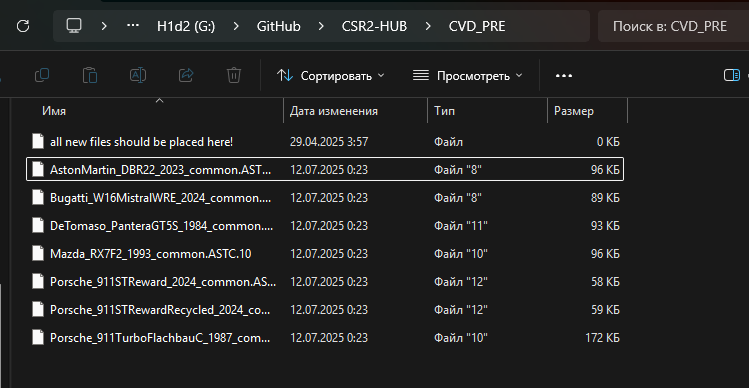 H1d2 (G:) > GitHub > CSR2-HUB > CVD_PRE Поиск в: CVD_PRE
Сортировать Просмотреть
Имя Дата изменения Тип Размер
all new files should be placed here! 29.04.2025 3:57 Файл 0 КБ
AstonMartin_DBR22_2023_common.AST... 12.07.2025 0:23 Файл "8" 96 КБ
Bugatti_W16MistralWRE_2024_common.... 12.07.2025 0:23 Файл "8" 89 КБ
DeTomaso_PanteraGT5S_1984_common.... 12.07.2025 0:23 Файл "11" 93 КБ
Mazda_RX7F2_1993_common.ASTC.10 12.07.2025 0:23 Файл "10" 96 КБ
Porsche_911STReward_2024_common.AS... 12.07.2025 0:23 Файл "12" 58 КБ
Porsche_911STRewardRecycled_2024_co... 12.07.2025 0:23 Файл "12" 59 КБ
Porsche_911TurboFlachbauC_1987_com... 12.07.2025 0:23 Файл "10" 172 КБ